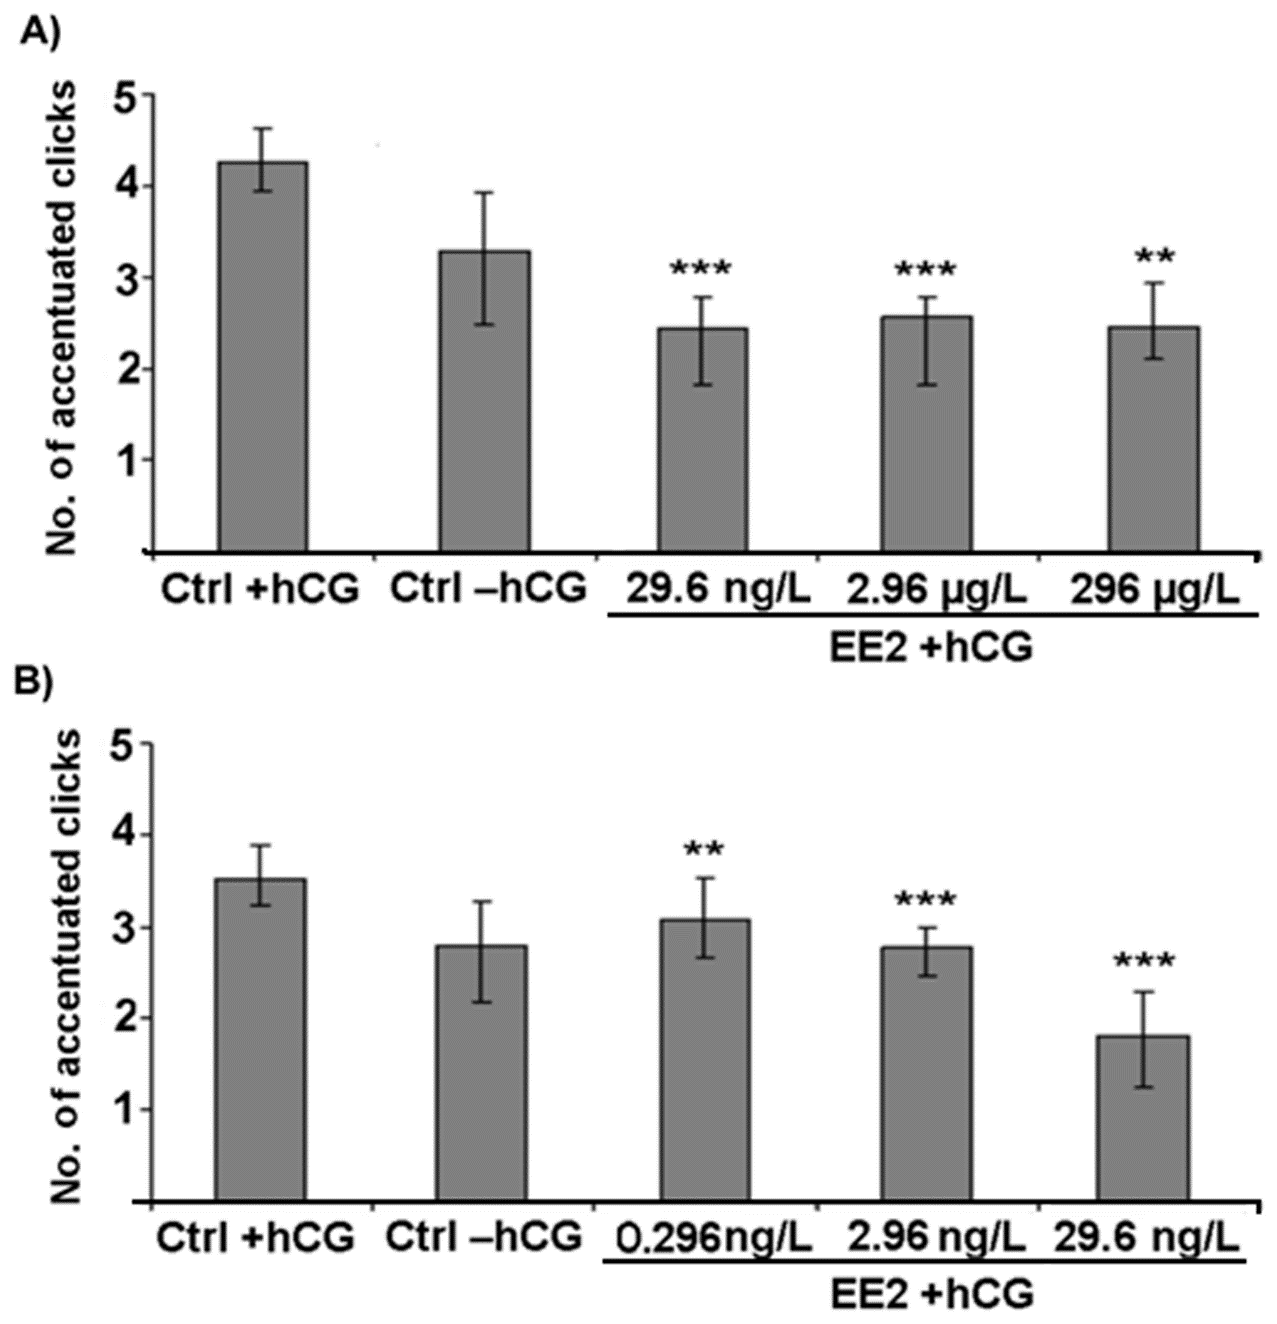 A)
No. of accentuated clicks
5
4
3
2
1
*** *** **
Ctrl +hCG Ctrl –hCG 29.6 ng/L 2.96 µg/L 296 µg/L
EE2 +hCG
B)
No. of accentuated clicks
5
4
3
2
1
** *** ***
Ctrl +hCG Ctrl –hCG 0.296ng/L 2.96 ng/L 29.6 ng/L
EE2 +hCG